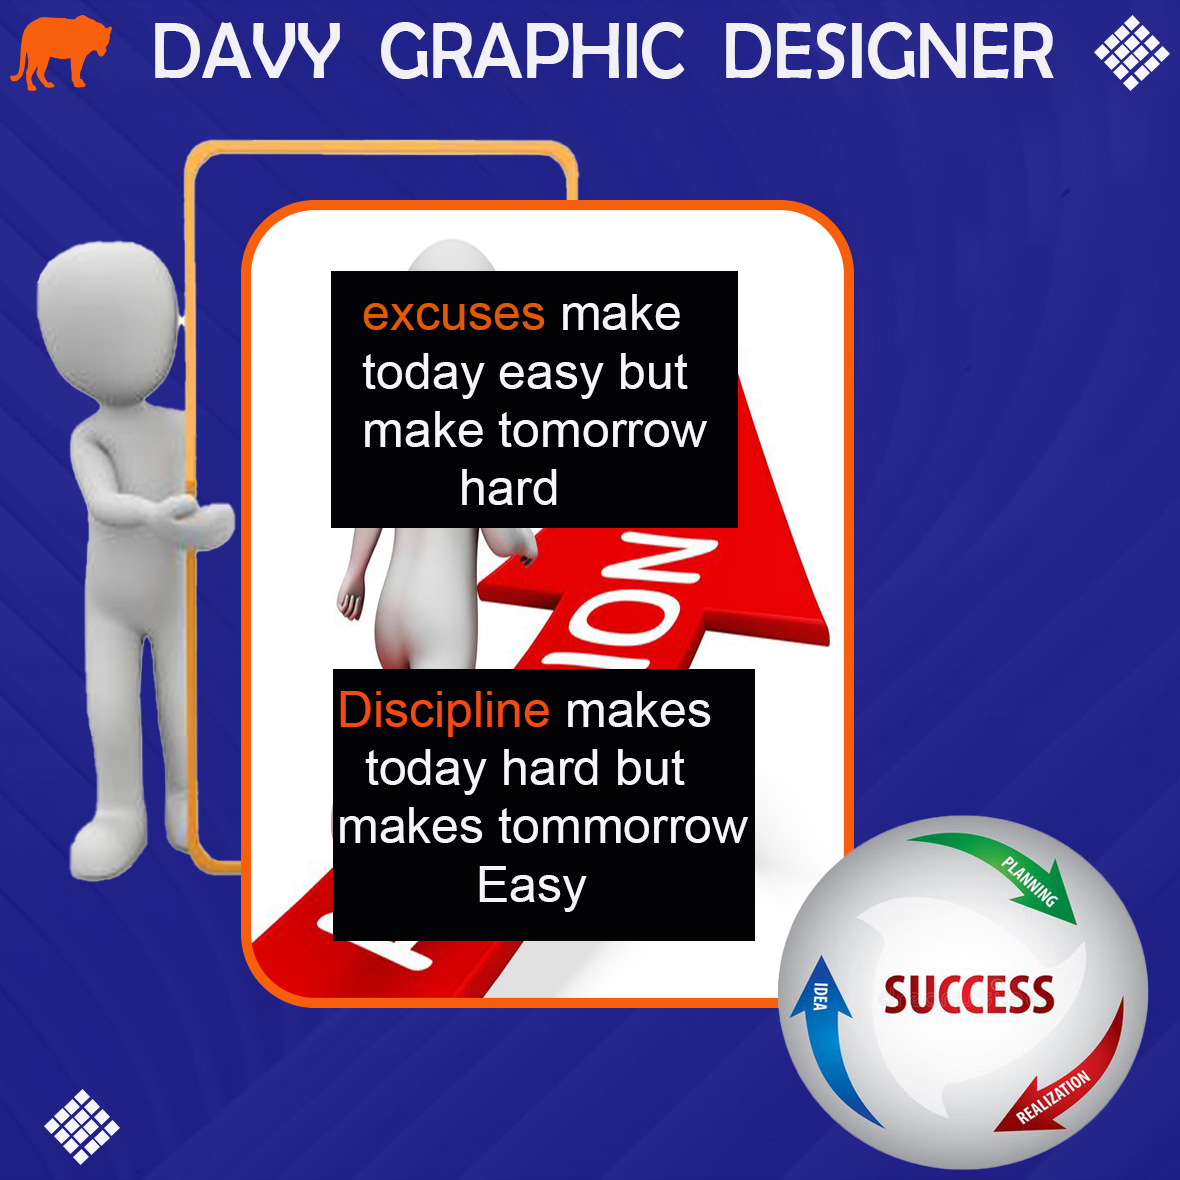 DAVY GRAPHIC DESIGNER
excuses make
today easy but
make tomorrow
hard
ION
Discipline makes
today hard but
makes tommorrow
Easy
A
PLANNING
IDEA
SUCCESS
REALIZATION